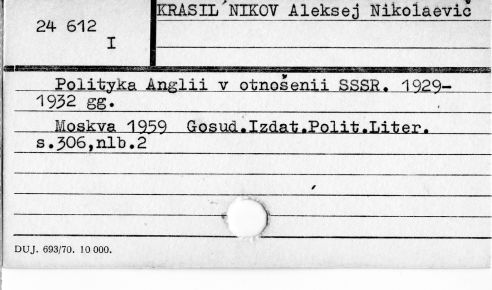 KRASIL´NIKOV Aleksej Nikolaevič
24 612
I
Polityka Anglii v otnošenii SSSR. 1929-
1932 gg.
Moskva 1959 Gosud.Izdat.Polit.Liter.
s.306,nlb.2
DUJ. 693/70. 10 000.